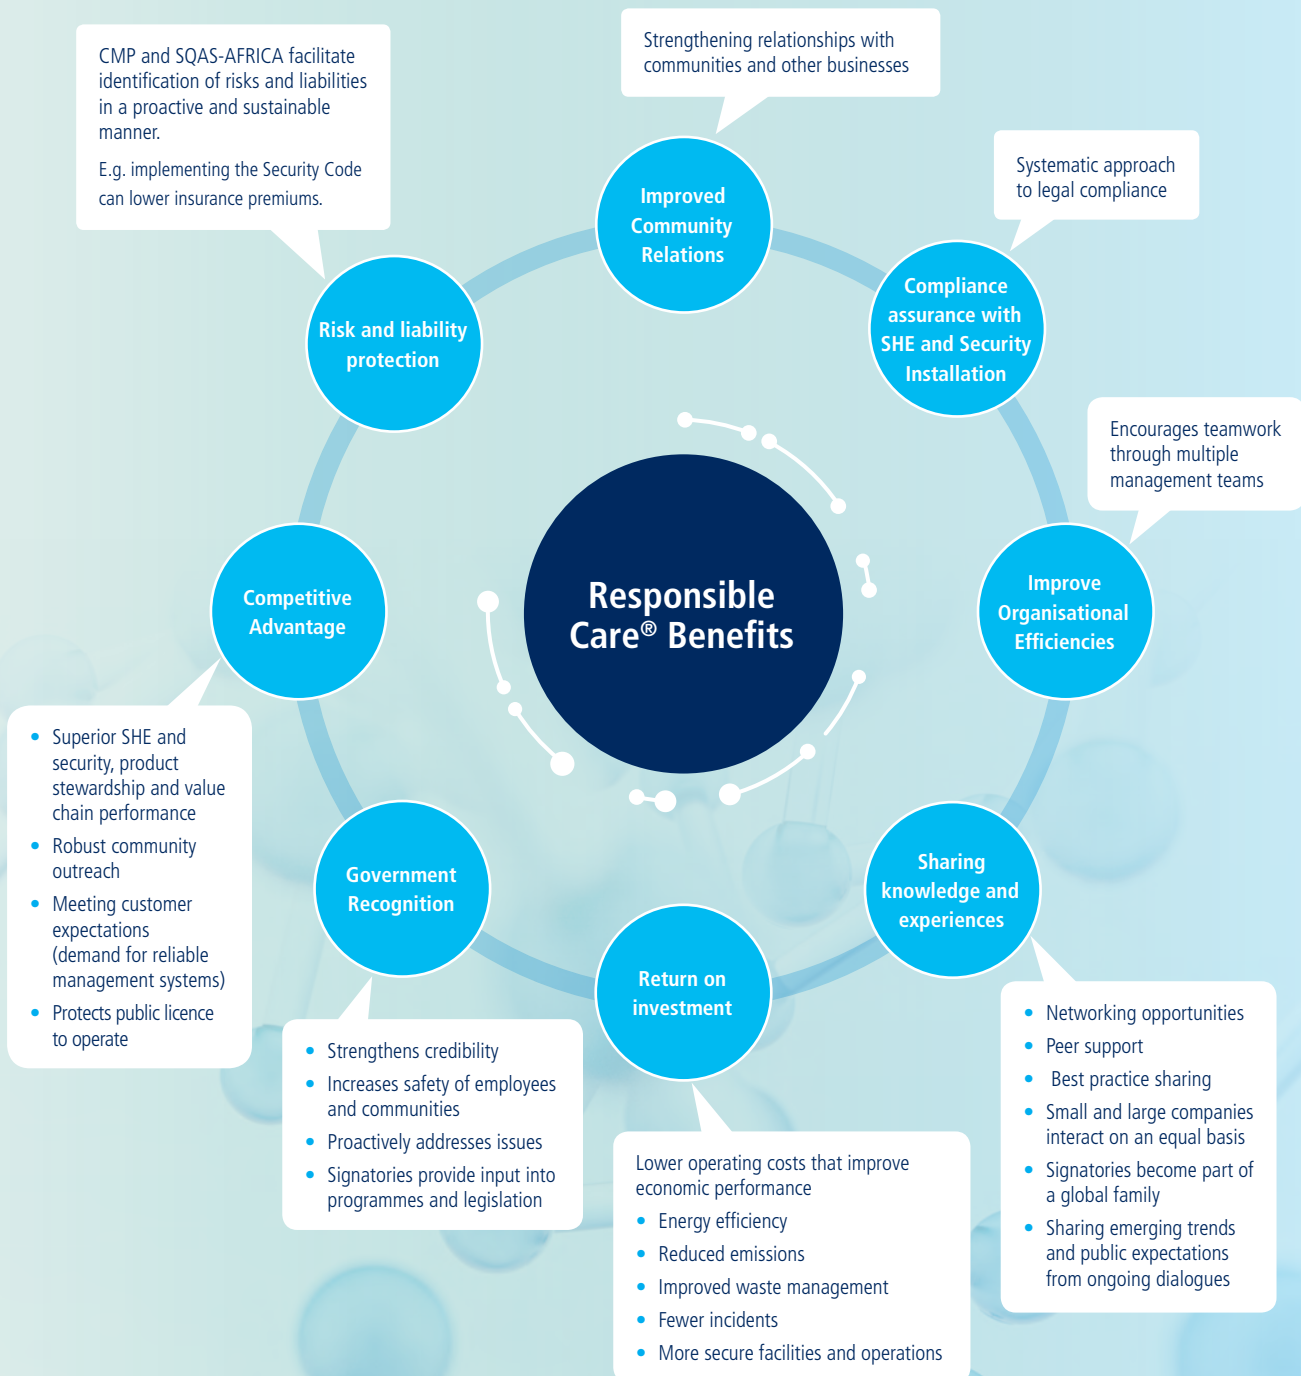 CMP and SQAS-AFRICA facilitate
identification of risks and liabilities
in a proactive and sustainable
manner.
E.g. implementing the Security Code
can lower insurance premiums.
Risk and liability
protection
Strengthening relationships with
communities and other businesses
Improved
Community
Relations
Systematic approach
to legal compliance
Compliance
assurance with
SHE and Security
Installation
Encourages teamwork
through multiple
management teams
Improve
Organisational
Efficiencies
Responsible
Care® Benefits
Competitive
Advantage
• Superior SHE and
security, product
stewardship and value
chain performance
• Robust community
outreach
• Meeting customer
expectations
(demand for reliable
management systems)
• Protects public licence
to operate
Government
Recognition
• Strengthens credibility
• Increases safety of employees
and communities
• Proactively addresses issues
• Signatories provide input into
programmes and legislation
Return on
investment
Lower operating costs that improve
economic performance
• Energy efficiency
• Reduced emissions
• Improved waste management
• Fewer incidents
• More secure facilities and operations
Sharing
knowledge and
experiences
• Networking opportunities
• Peer support
• Best practice sharing
• Small and large companies
interact on an equal basis
• Signatories become part of
a global family
• Sharing emerging trends
and public expectations
from ongoing dialogues